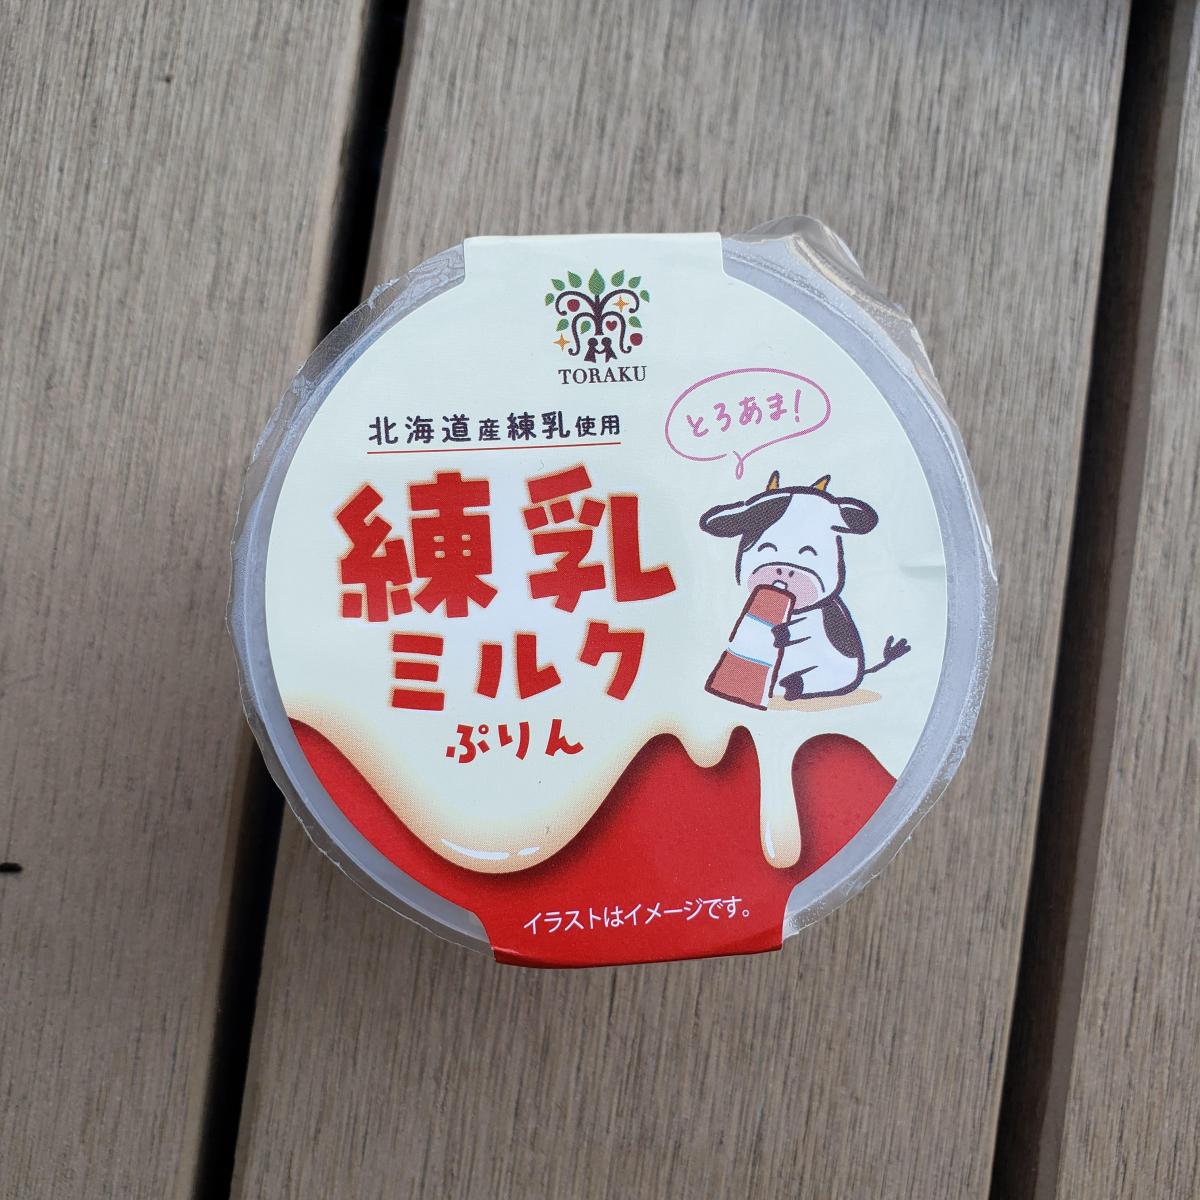 TORAKU
北海道産練乳使用
とろあま!
練乳
ミルク
ぷりん
イラストはイメージです。